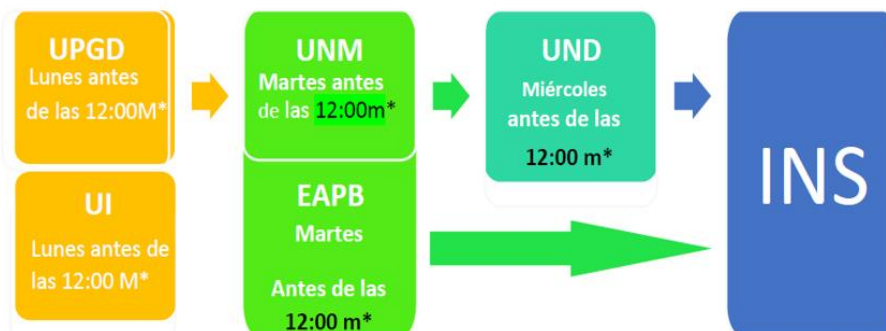 UPGD
Lunes antes
de las 12:00M*
UI
Lunes antes de
las 12:00 M*
UNM
Martes antes
de las 12:00m*
EAPB
Martes
Antes de las
12:00 m*
UND
Miércoles
antes de las
12:00 m*
INS